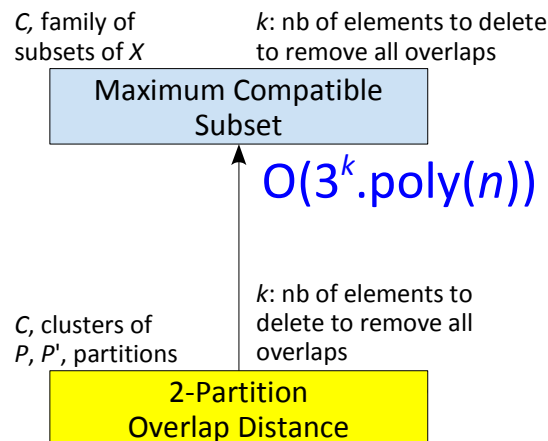 C, family of
subsets of X
k: nb of elements to delete
to remove all overlaps
Maximum Compatible
Subset
O(3^k.poly(n))
C, clusters of
P, P', partitions
k: nb of elements to
delete to remove all
overlaps
2-Partition
Overlap Distance